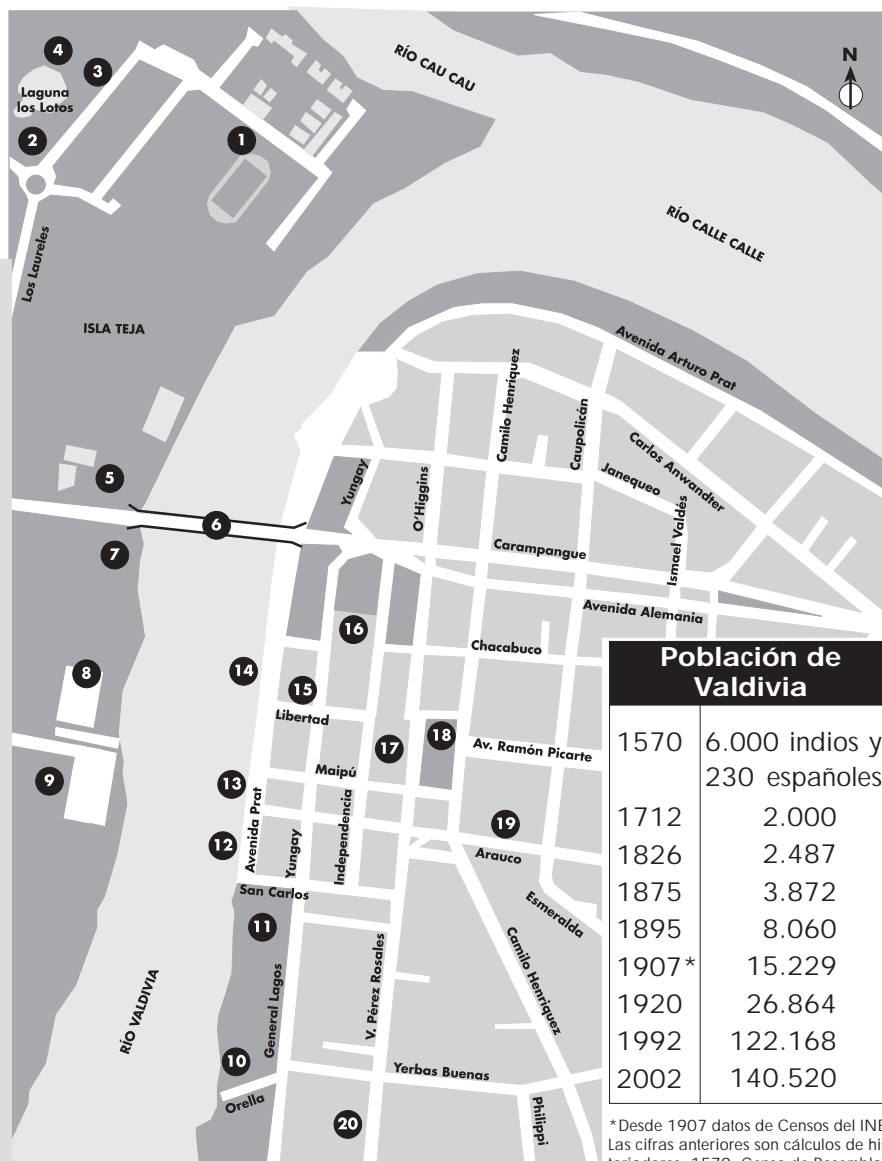 4
3
Laguna
los Lotos
2
1
RÍO CAU CAU
N
RÍO CALLE CALLE
Los Laureles
ISLA TEJA
Avenida Arturo Prat
Camilo Henríquez
Caupolicán
Carlos Anwandter
Janequeo
Yungay
O'Higgins
Ismael Valdés
5
6
7
Carampangue
Avenida Alemania
16
Chacabuco
14
8
15
Libertad
17
18
Av. Ramón Picarte
Maipú
13
9
Avenida Prat
Yungay
Independencia
19
12
Arauco
San Carlos
Esmeralda
11
Camilo Henriquez
V. Pérez Rosales
General Lagos
RÍO VALDIVIA
10
Yerbas Buenas
Orella
Philippi
20
Población de
Valdivia
1570 6.000 indios y
230 españoles
1712 2.000
1826 2.487
1875 3.872
1895 8.060
1907* 15.229
1920 26.864
1992 122.168
2002 140.520
*Desde 1907 datos de Censos del INE
Las cifras anteriores son cálculos de his